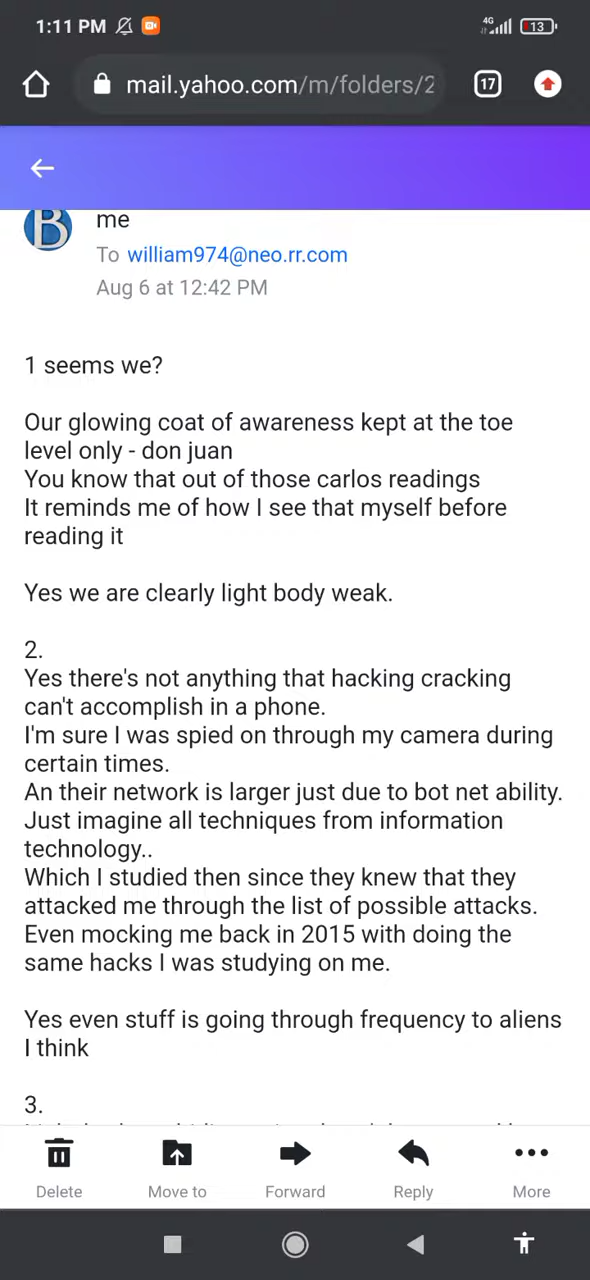 1:11 PM 4G 13
mail.yahoo.com/m/folders/2 17
B me
To william974@neo.rr.com
Aug 6 at 12:42 PM
1 seems we?
Our glowing coat of awareness kept at the toe
level only - don juan
You know that out of those carlos readings
It reminds me of how I see that myself before
reading it
Yes we are clearly light body weak.
2.
Yes there's not anything that hacking cracking
can't accomplish in a phone.
I'm sure I was spied on through my camera during
certain times.
An their network is larger just due to bot net ability.
Just imagine all techniques from information
technology..
Which I studied then since they knew that they
attacked me through the list of possible attacks.
Even mocking me back in 2015 with doing the
same hacks I was studying on me.
Yes even stuff is going through frequency to aliens
I think
3.
Delete Move to Forward Reply More